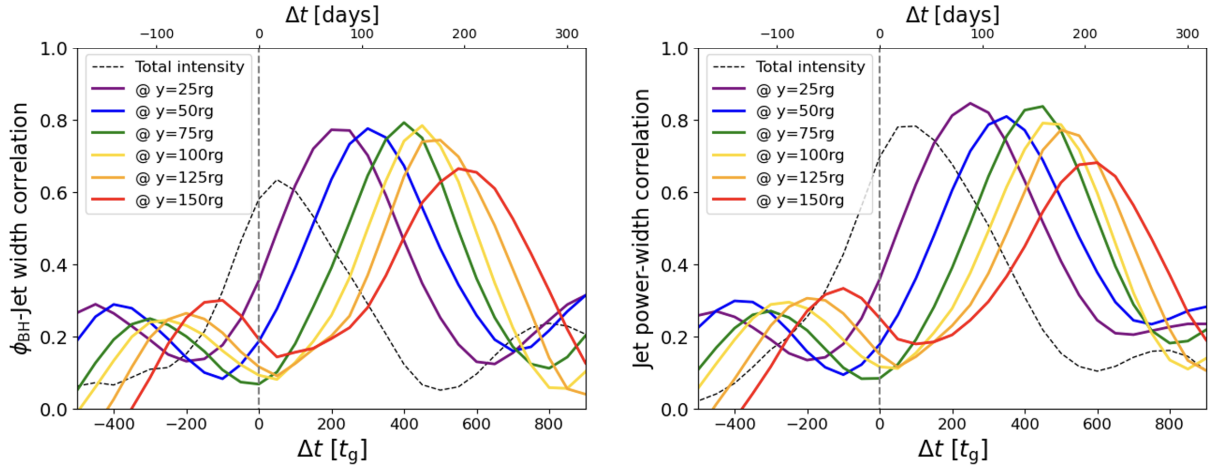 Δt [days]
−100 0 100 200 300
1.0
0.8
0.6
0.4
0.2
0.0
ϕBH-Jet width correlation
Total intensity
@ y=25rg
@ y=50rg
@ y=75rg
@ y=100rg
@ y=125rg
@ y=150rg
−400 −200 0 200 400 600 800
Δt [tg]
Δt [days]
−100 0 100 200 300
1.0
0.8
0.6
0.4
0.2
0.0
Jet power-width correlation
Total intensity
@ y=25rg
@ y=50rg
@ y=75rg
@ y=100rg
@ y=125rg
@ y=150rg
−400 −200 0 200 400 600 800
Δt [tg]